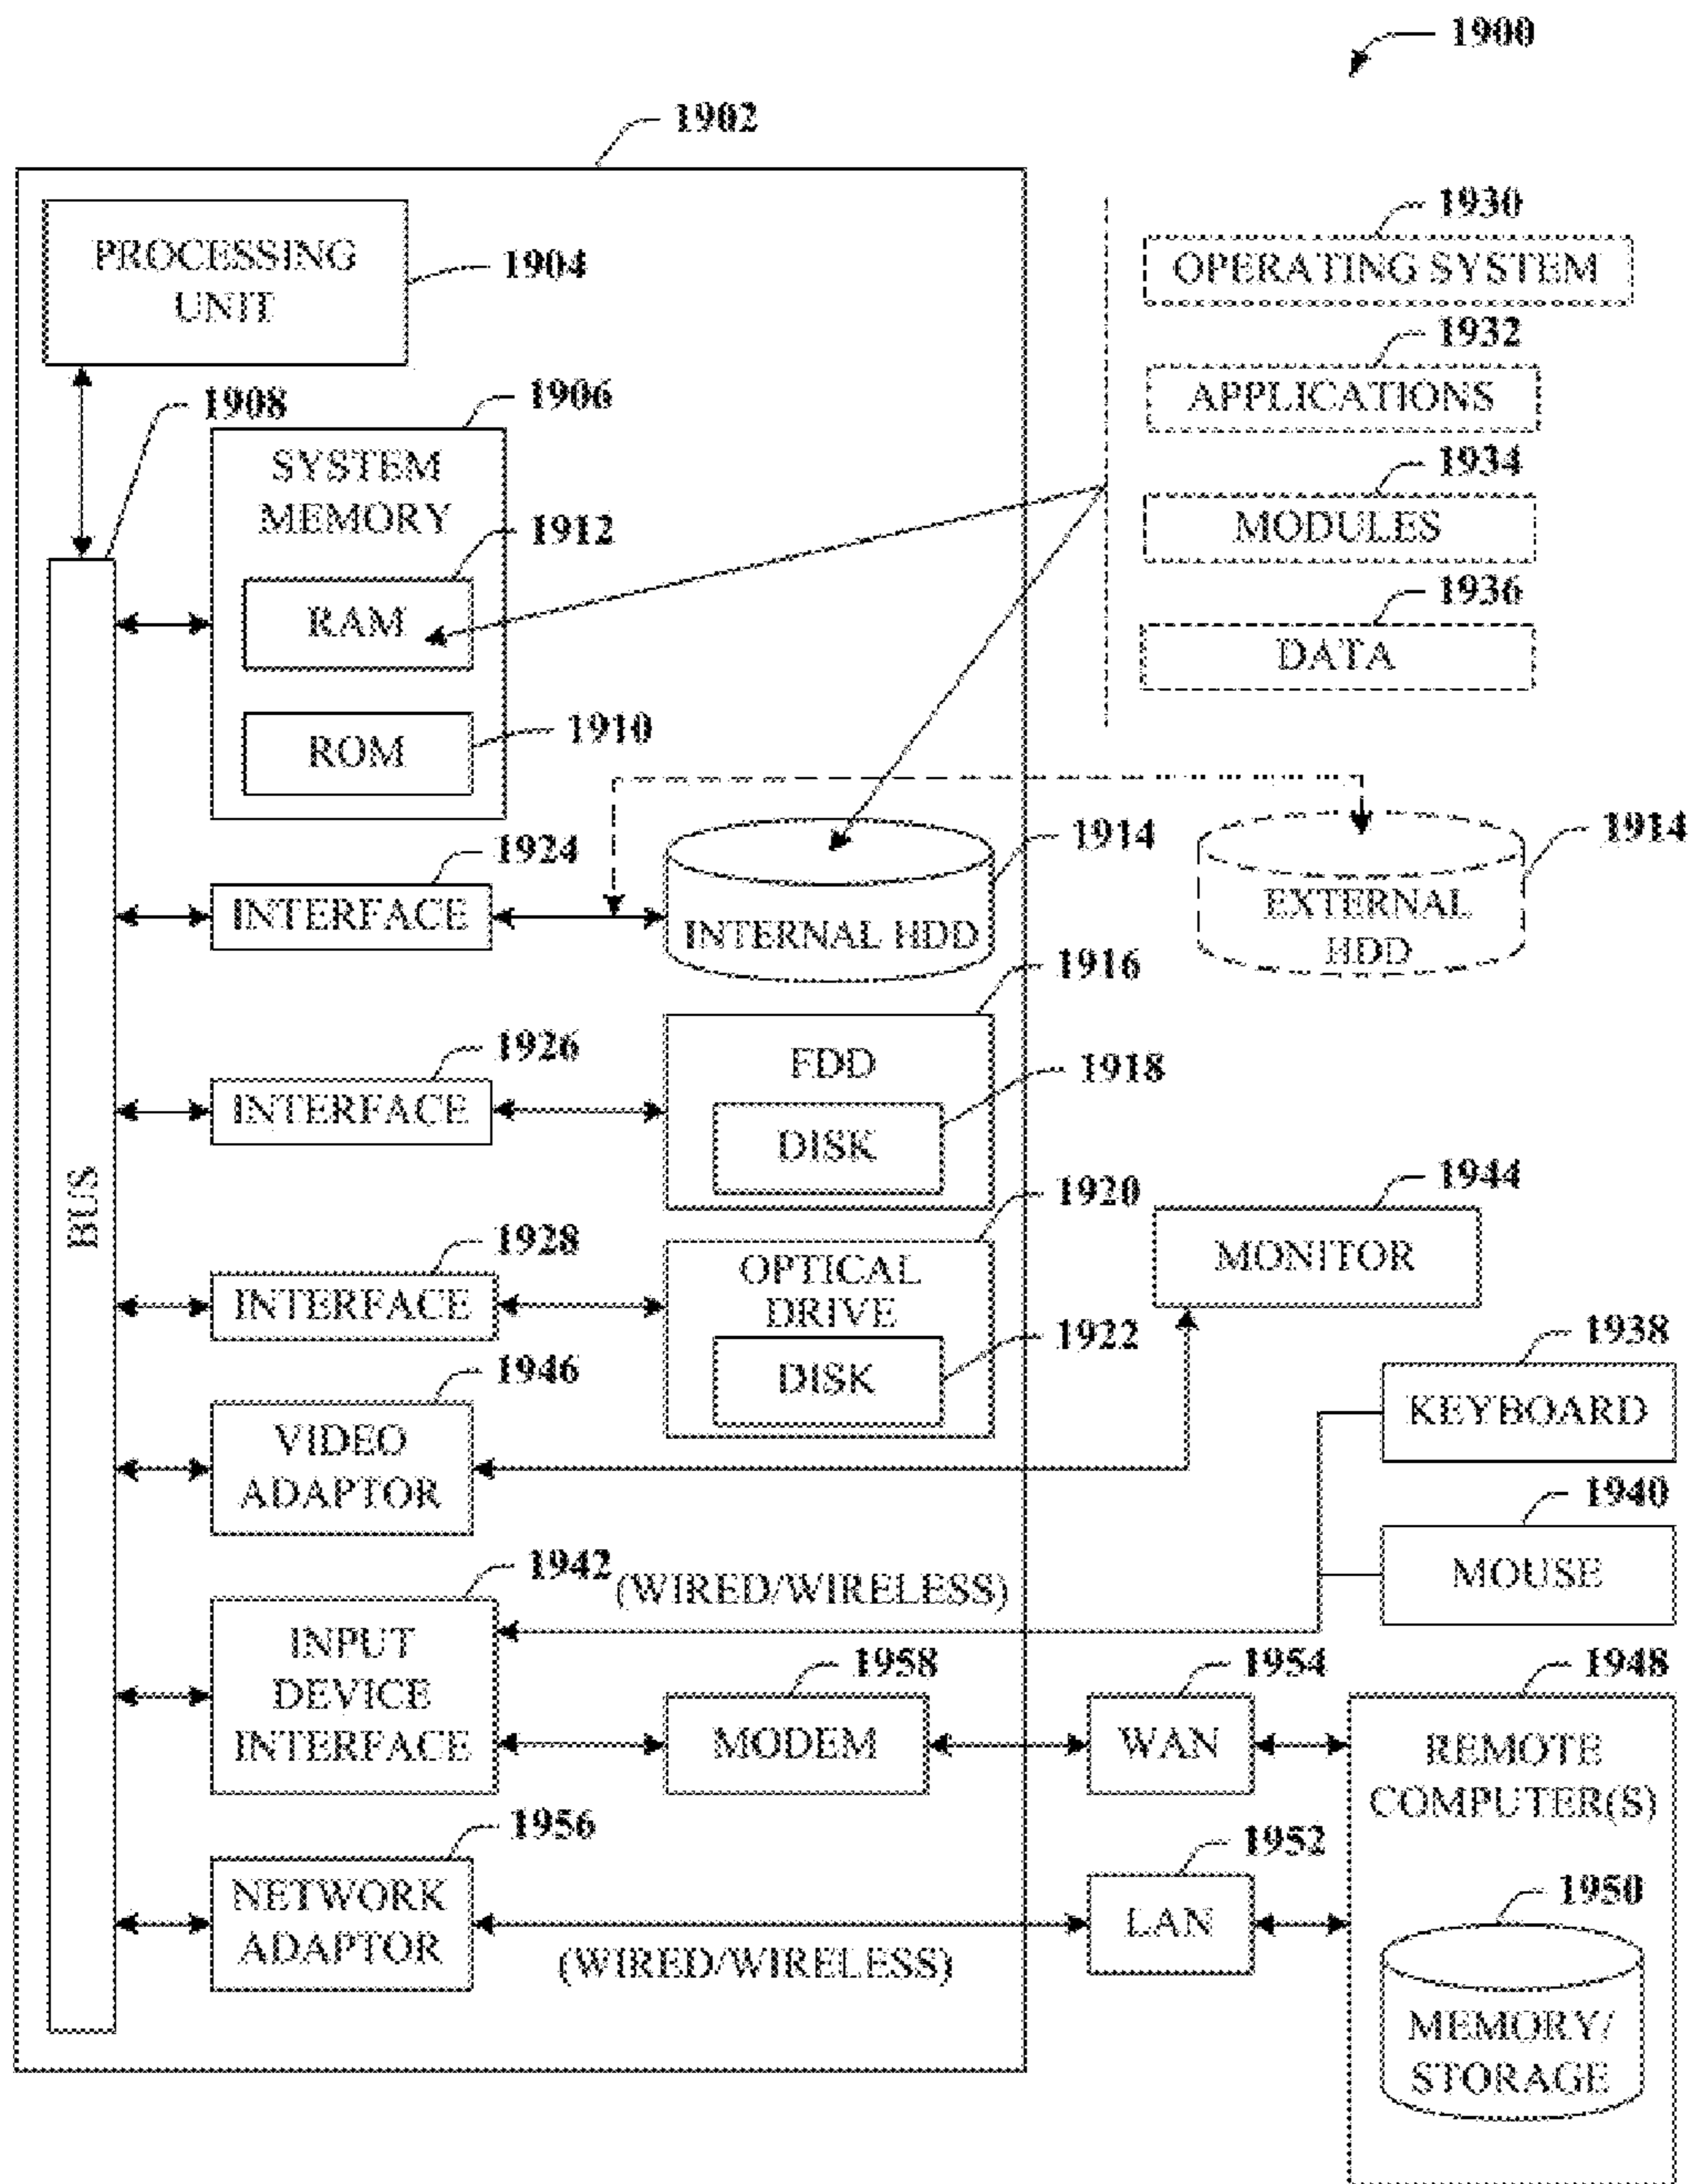 1900
1902
PROCESSING
UNIT
1904
1930
OPERATING SYSTEM
1932
APPLICATIONS
1934
MODULES
1936
DATA
1908
1906
SYSTEM
MEMORY
1912
RAM
1910
ROM
1924
INTERFACE
1914
INTERNAL HDD
1914
EXTERNAL
HDD
1926
INTERFACE
1916
FDD
1918
DISK
BUS
1928
INTERFACE
1920
OPTICAL
DRIVE
1922
DISK
1944
MONITOR
1946
VIDEO
ADAPTOR
1938
KEYBOARD
1940
MOUSE
1942
(WIRED/WIRELESS)
INPUT
DEVICE
INTERFACE
1958
MODEM
1954
WAN
1948
REMOTE
COMPUTER(S)
1956
NETWORK
ADAPTOR
(WIRED/WIRELESS)
1952
LAN
1950
MEMORY/
STORAGE